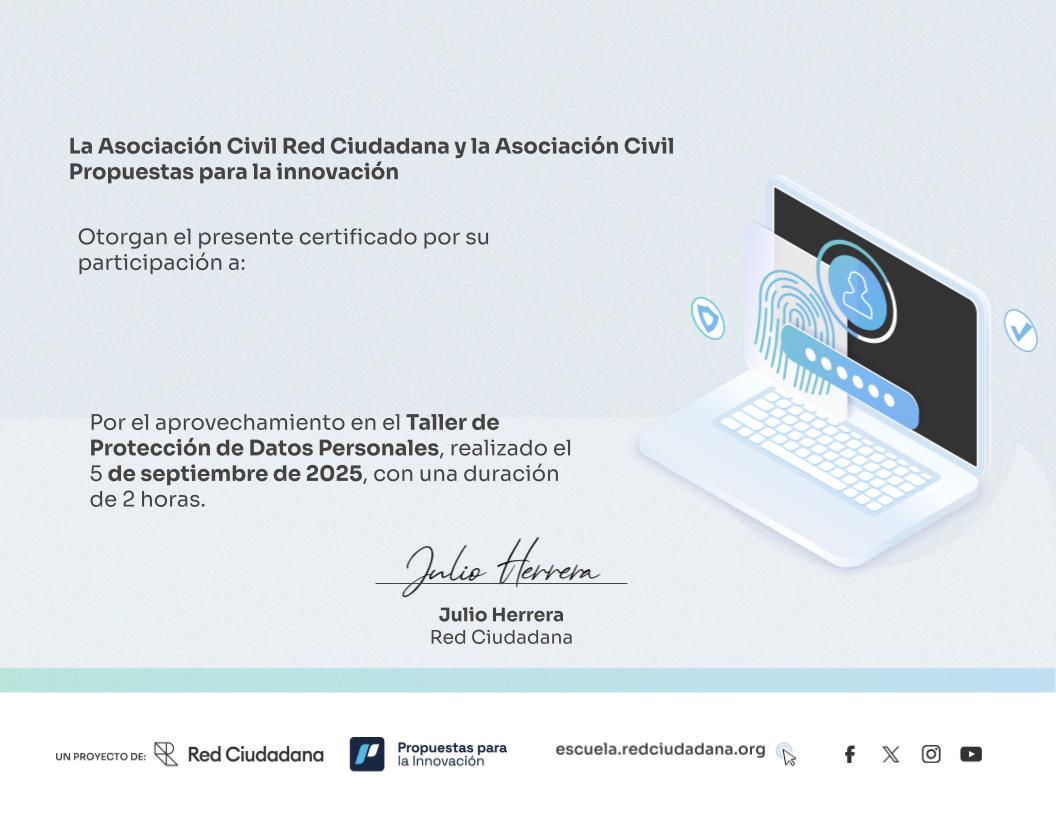 La Asociación Civil Red Ciudadana y la Asociación Civil
Propuestas para la innovación
Otorgan el presente certificado por su
participación a:
Por el aprovechamiento en el Taller de
Protección de Datos Personales, realizado el
5 de septiembre de 2025, con una duración
de 2 horas.
Julio Herrera
Julio Herrera
Red Ciudadana
UN PROYECTO DE: Red Ciudadana
Propuestas para
la Innovación
escuela.redciudadana.org